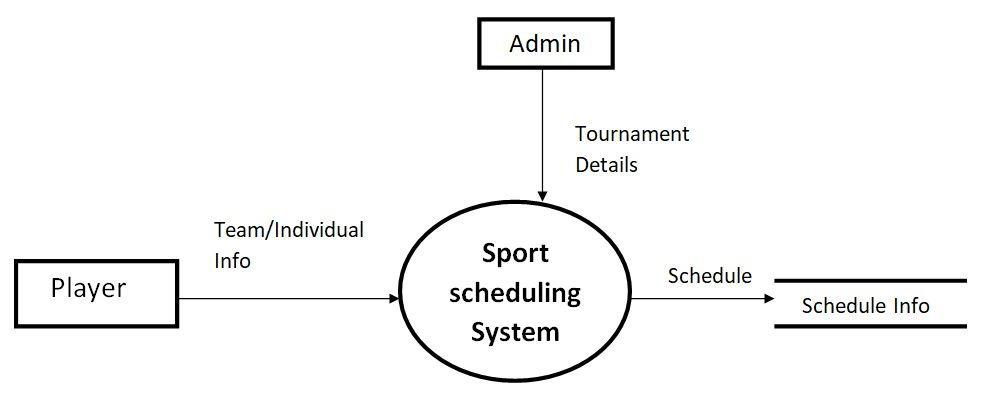 Admin
Tournament
Details
Team/Individual
Info
Player
Sport
scheduling
System
Schedule
Schedule Info